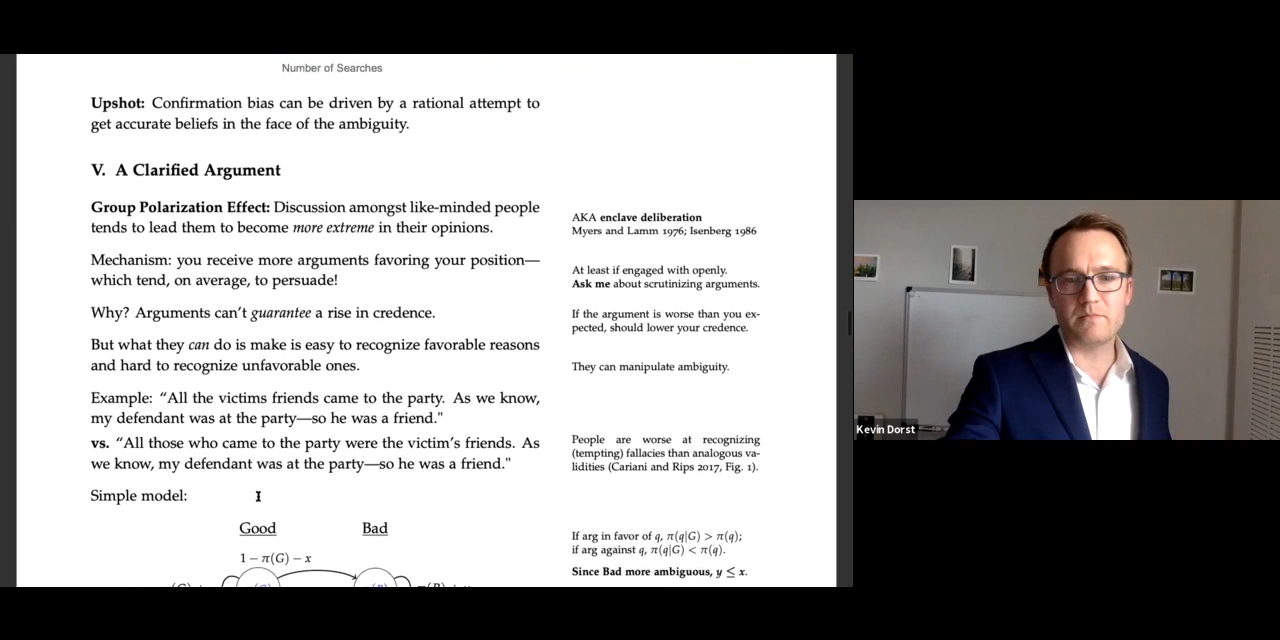 Number of Searches
Upshot: Confirmation bias can be driven by a rational attempt to
get accurate beliefs in the face of the ambiguity.
V. A Clarified Argument
Group Polarization Effect: Discussion amongst like-minded people
tends to lead them to become more extreme in their opinions.
AKA enclave deliberation
Myers and Lamm 1976; Isenberg 1986
Mechanism: you receive more arguments favoring your position—
which tend, on average, to persuade!
At least if engaged with openly.
Ask me about scrutinizing arguments.
Why? Arguments can't guarantee a rise in credence.
If the argument is worse than you ex-
pected, should lower your credence.
But what they can do is make is easy to recognize favorable reasons
and hard to recognize unfavorable ones.
They can manipulate ambiguity.
Example: “All the victims friends came to the party. As we know,
my defendant was at the party—so he was a friend."
vs. “All those who came to the party were the victim's friends. As
we know, my defendant was at the party—so he was a friend."
People are worse at recognizing
(tempting) fallacies than analogous va-
lidities (Cariani and Rips 2017, Fig. 1).
Simple model:
Good Bad
1 − π(G) − x
If arg in favor of q, π(q|G) > π(q);
if arg against q, π(q|G) < π(q).
Since Bad more ambiguous, y ≤ x.
Kevin Dorst